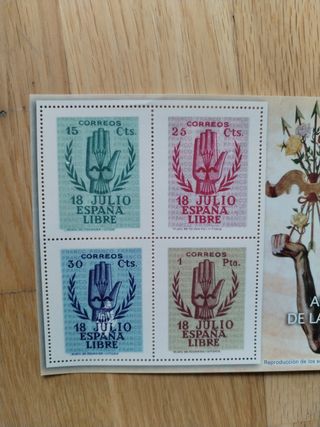 CORREOS
15 Cts.
18 JULIO
ESPAÑA
LIBRE
CORREOS
25 Cts.
18 JULIO
ESPAÑA
LIBRE
CORREOS
30 Cts.
18 JULIO
ESPAÑA
LIBRE
CORREOS
1 Pta.
18 JULIO
ESPAÑA
LIBRE
A
DE LA
Reproducción de los